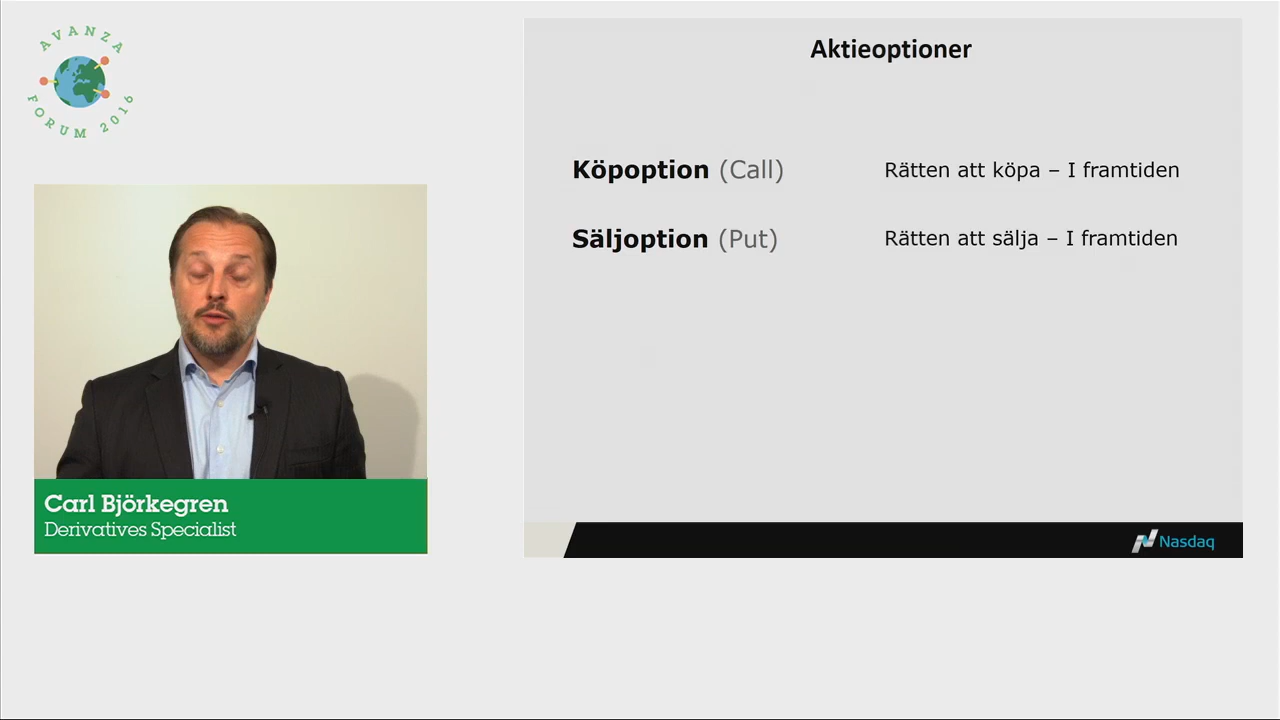 AVANZA
FORUM 2016
Carl Björkegren
Derivatives Specialist
Aktieoptioner
Köpoption (Call) Rätten att köpa – I framtiden
Säljoption (Put) Rätten att sälja – I framtiden
Nasdaq